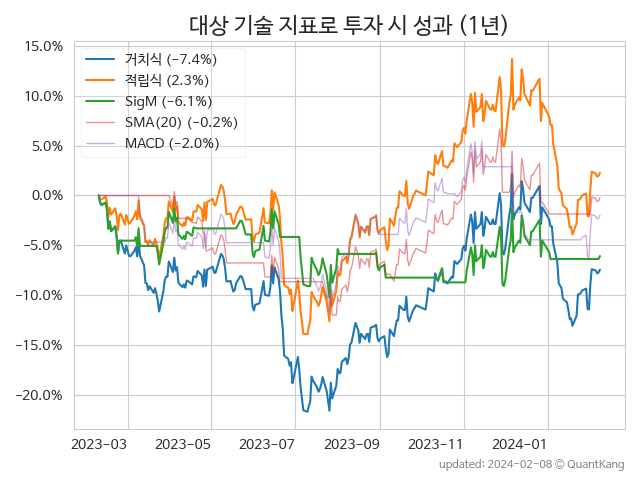 대상 기술 지표로 투자 시 성과 (1년)
15.0%
10.0%
5.0%
0.0%
−5.0%
−10.0%
−15.0%
−20.0%
거치식 (−7.4%)
적립식 (2.3%)
SigM (−6.1%)
SMA(20) (−0.2%)
MACD (−2.0%)
2023-03 2023-05 2023-07 2023-09 2023-11 2024-01
updated: 2024-02-08 © QuantKang